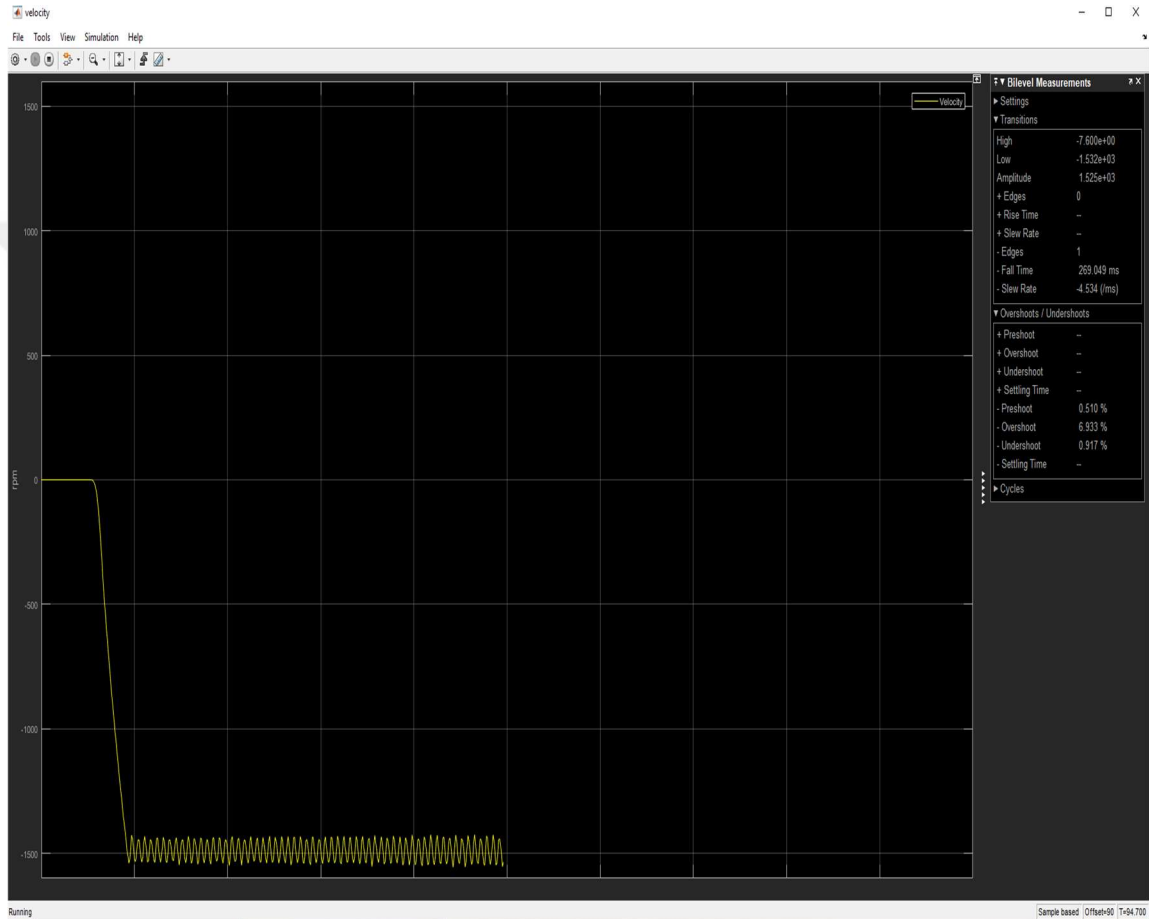 velocity
File Tools View Simulation Help
Velocity
1500
1000
500
0
-500
-1000
-1500
rpm
Bilevel Measurements
Settings
Transitions
High -7.600e+00
Low -1.532e+03
Amplitude 1.525e+03
+ Edges 0
+ Rise Time --
+ Slew Rate --
- Edges 1
- Fall Time 269.049 ms
- Slew Rate -4.534 (/ms)
Overshoots / Undershoots
+ Preshoot --
+ Overshoot --
+ Undershoot --
+ Settling Time --
- Preshoot 0.510 %
- Overshoot 6.933 %
- Undershoot 0.917 %
- Settling Time --
Cycles
Running
Sample based Offset=90 T=94.700